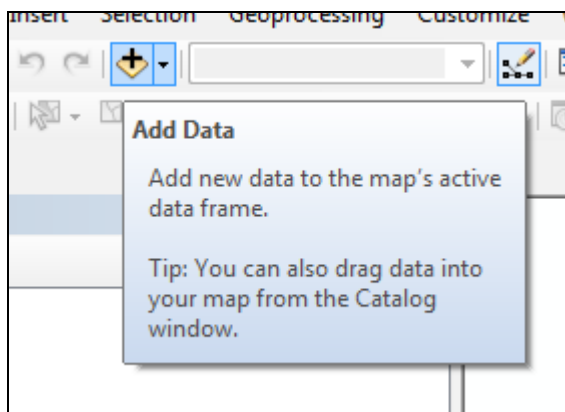 Insert Selection Geoprocessing Customize
Add Data
Add new data to the map's active
data frame.
Tip: You can also drag data into
your map from the Catalog
window.